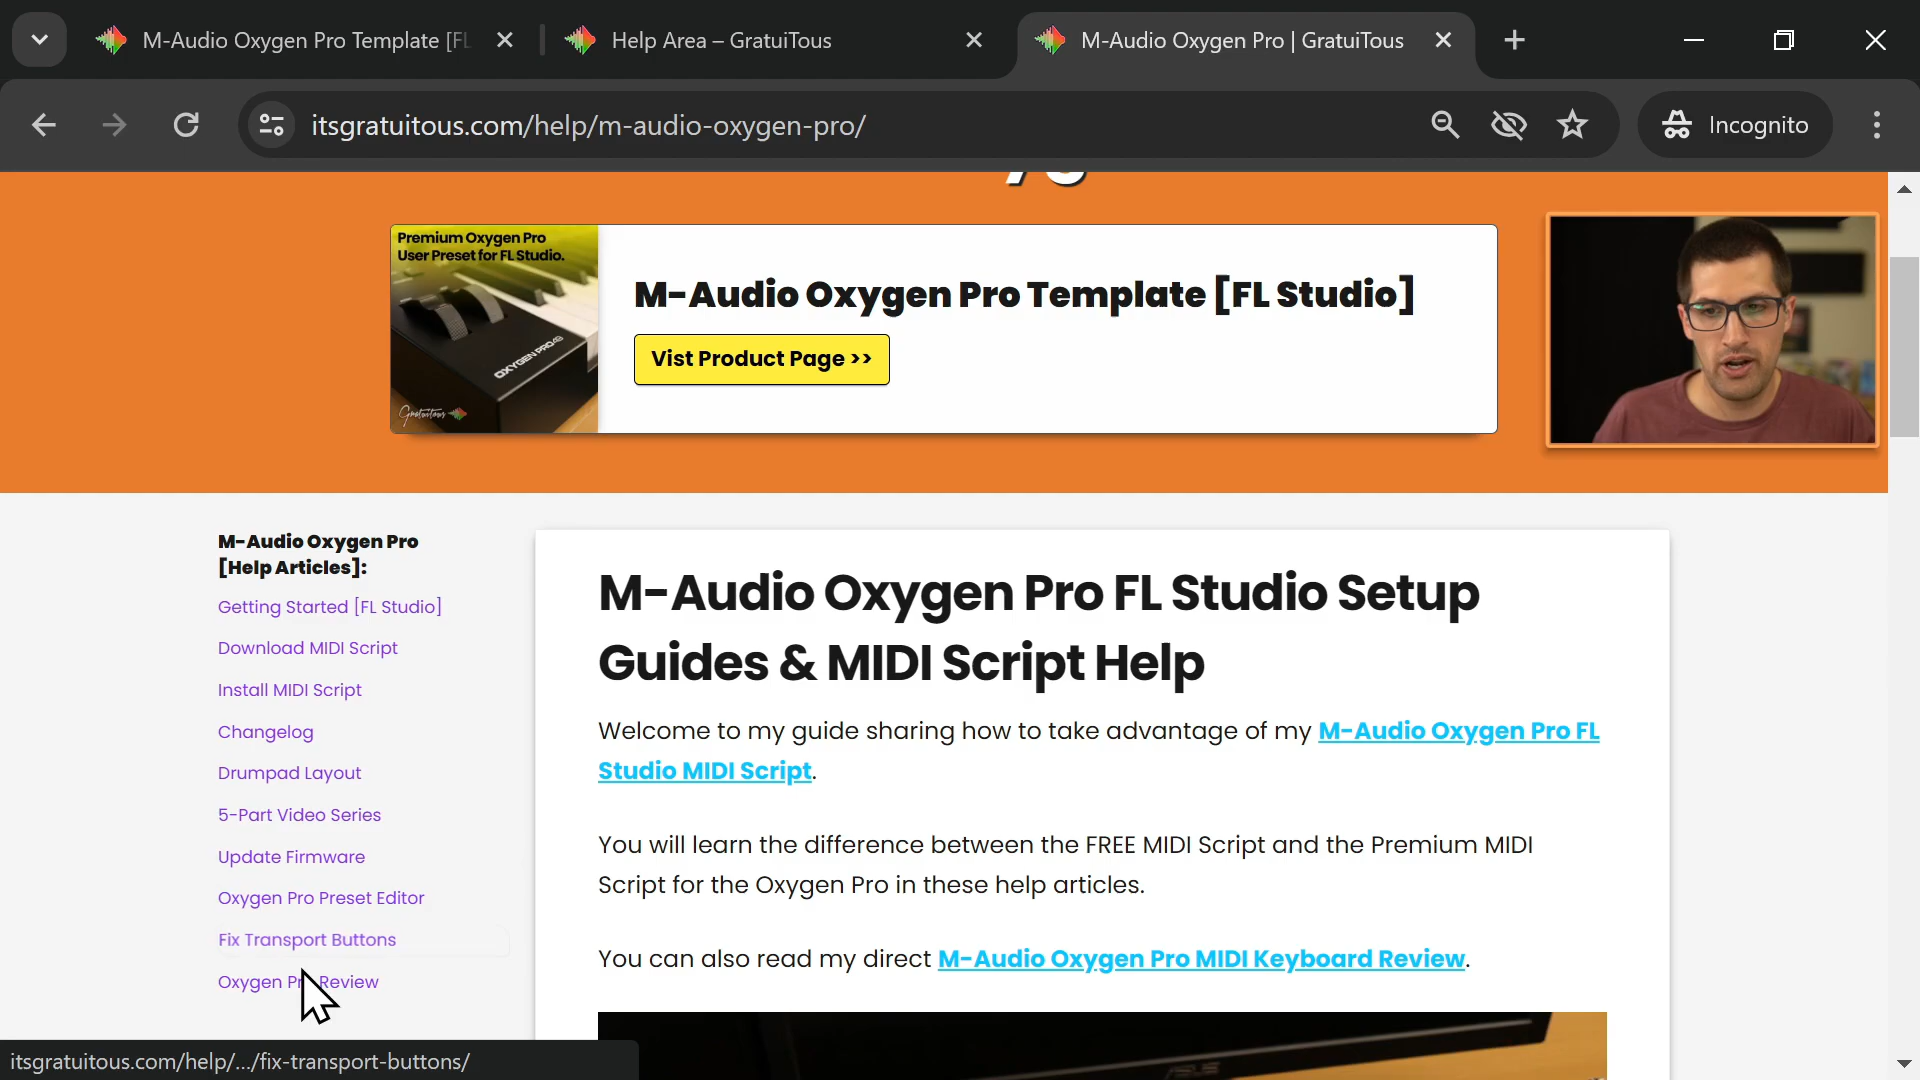 M-Audio Oxygen Pro Template [FL
Help Area – GratuiTous
M-Audio Oxygen Pro | GratuiTous
itsgratuitous.com/help/m-audio-oxygen-pro/
Incognito
Premium Oxygen Pro
User Preset for FL Studio.
OXYGEN PRO 49
Gratuitous
M-Audio Oxygen Pro Template [FL Studio]
Vist Product Page >>
M-Audio Oxygen Pro
[Help Articles]:
Getting Started [FL Studio]
Download MIDI Script
Install MIDI Script
Changelog
Drumpad Layout
5-Part Video Series
Update Firmware
Oxygen Pro Preset Editor
Fix Transport Buttons
Oxygen Pro Review
M-Audio Oxygen Pro FL Studio Setup
Guides & MIDI Script Help
Welcome to my guide sharing how to take advantage of my M-Audio Oxygen Pro FL
Studio MIDI Script.
You will learn the difference between the FREE MIDI Script and the Premium MIDI
Script for the Oxygen Pro in these help articles.
You can also read my direct M-Audio Oxygen Pro MIDI Keyboard Review.
ASUS
itsgratuitous.com/help/.../fix-transport-buttons/